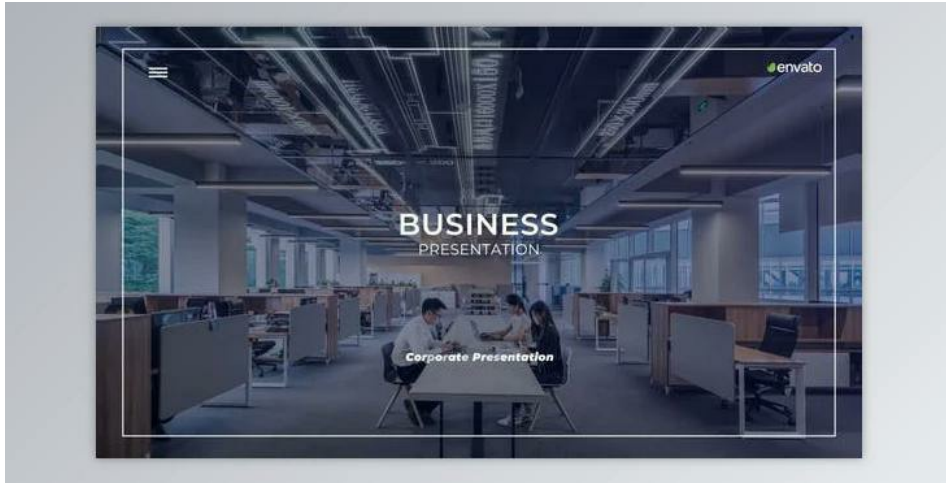 envato
BUSINESS
PRESENTATION
Corporate Presentation